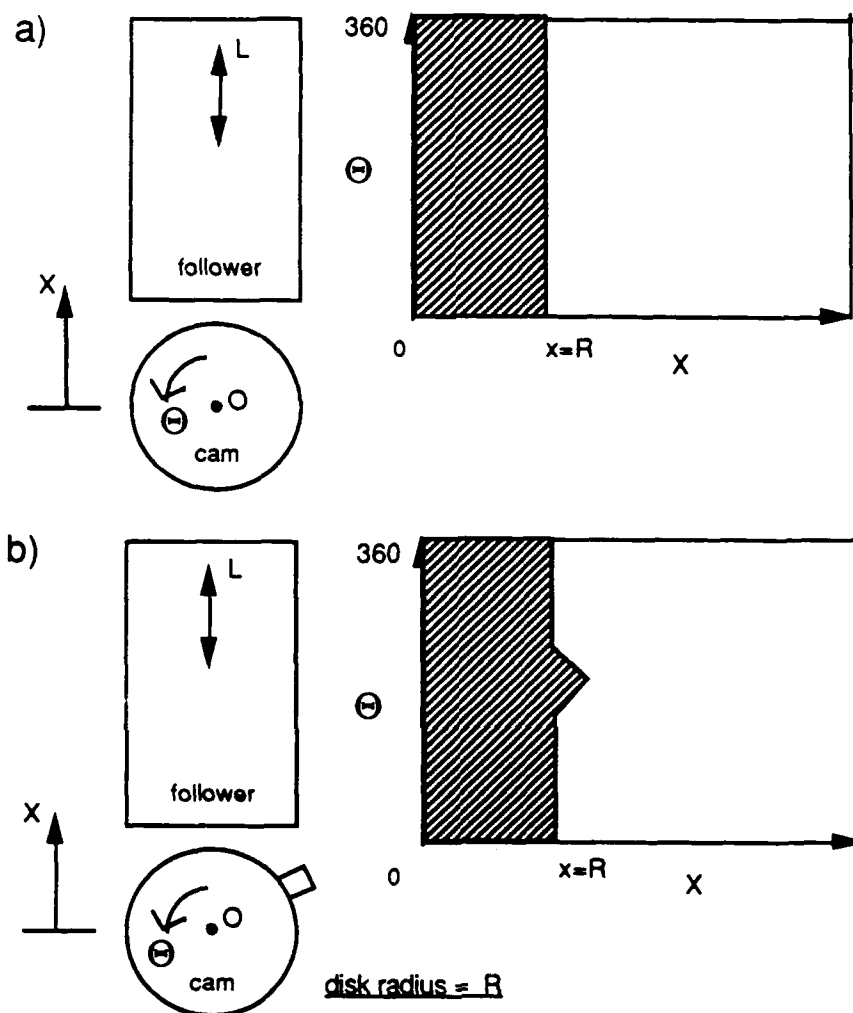 a)
L
360
Θ
follower
X
O
Θ
cam
0
x=R
X
b)
L
360
Θ
follower
X
O
Θ
cam
0
x=R
X
disk radius = R